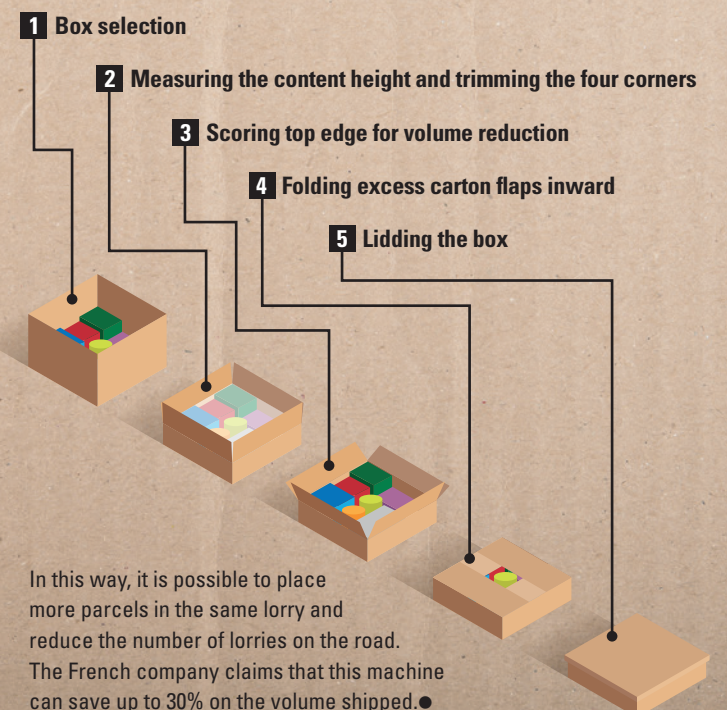 1 Box selection
2 Measuring the content height and trimming the four corners
3 Scoring top edge for volume reduction
4 Folding excess carton flaps inward
5 Lidding the box
In this way, it is possible to place
more parcels in the same lorry and
reduce the number of lorries on the road.
The French company claims that this machine
can save up to 30% on the volume shipped.●